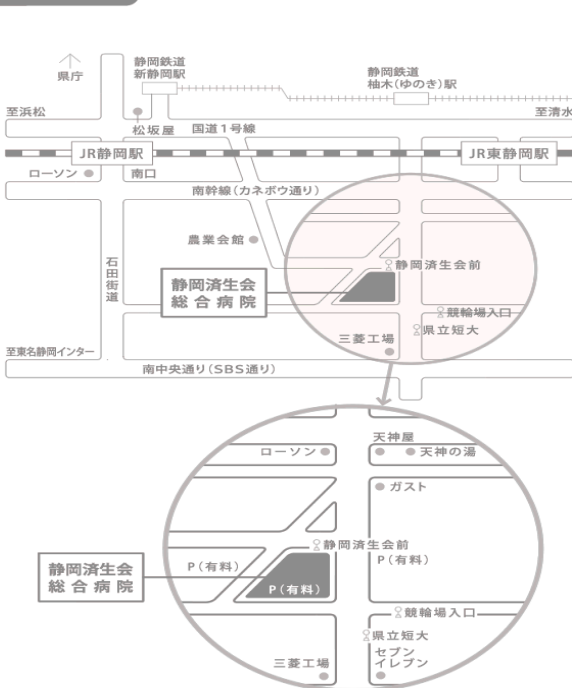 県庁
静岡鉄道
新静岡駅
静岡鉄道
柚木(ゆのき)駅
至浜松
松坂屋
国道1号線
至清水
JR静岡駅
JR東静岡駅
ローソン
南口
南幹線(カネボウ通り)
農業会館
石田街道
静岡済生会前
静岡済生会
総合病院
競輪場入口
県立短大
三菱工場
至東名静岡インター
南中央通り(SBS通り)
天神屋
ローソン
天神の湯
ガスト
静岡済生会前
P(有料)
P(有料)
静岡済生会
総合病院
P(有料)
競輪場入口
県立短大
セブン
イレブン
三菱工場